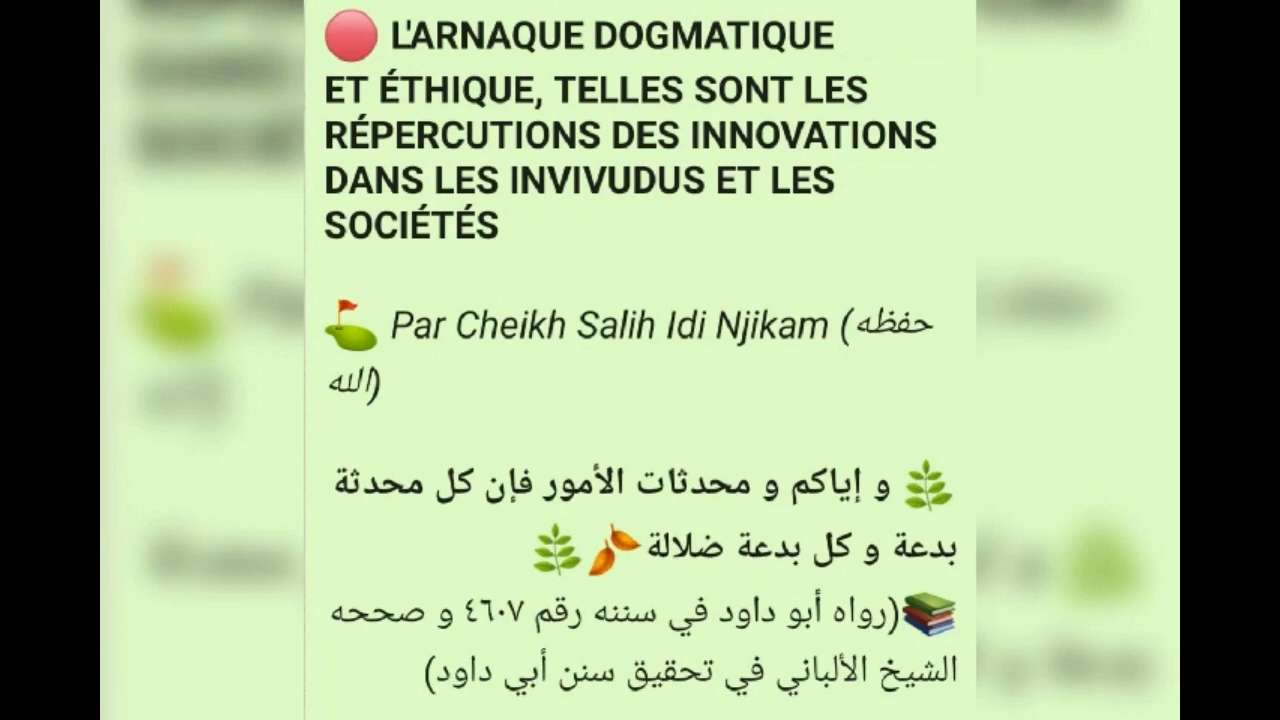 🔴 L'ARNAQUE DOGMATIQUE
ET ÉTHIQUE, TELLES SONT LES
RÉPERCUTIONS DES INNOVATIONS
DANS LES INVIVUDUS ET LES
SOCIÉTÉS
⛳ Par Cheikh Salih Idi Njikam (حفظه
الله)
🌿 و إياكم و محدثات الأمور فإن كل محدثة
بدعة و كل بدعة ضلالة🍂🌿
📚(رواه أبو داود في سننه رقم ٤٦٠٧ و صححه
الشيخ الألباني في تحقيق سنن أبي داود)